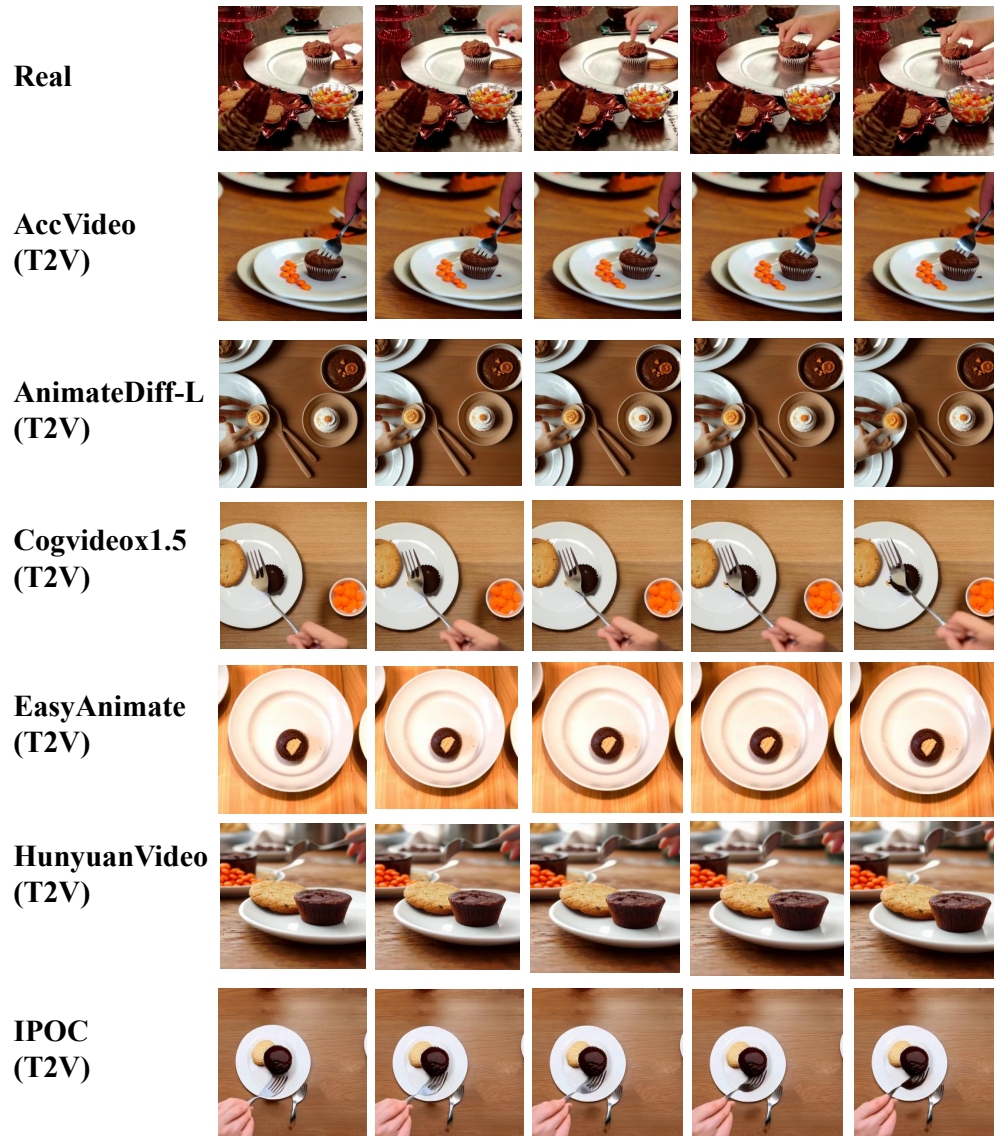 Real
AccVideo
(T2V)
AnimateDiff-L
(T2V)
Cogvideox1.5
(T2V)
EasyAnimate
(T2V)
HunyuanVideo
(T2V)
IPOC
(T2V)